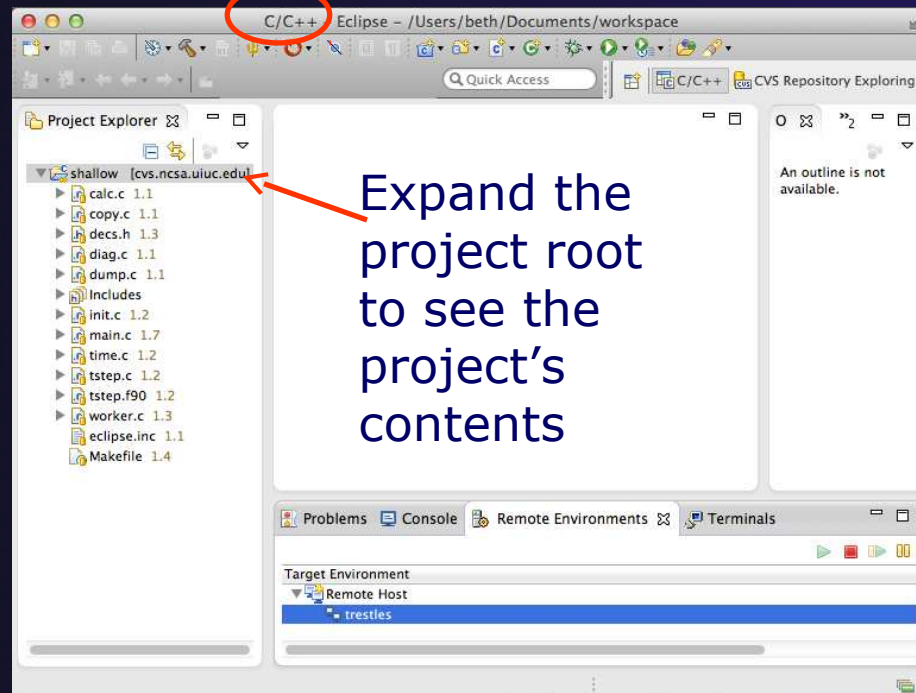 C/C++ - Eclipse - /Users/beth/Documents/workspace
Quick Access
C/C++
CVS Repository Exploring
Project Explorer
O
»2
shallow [cvs.ncsa.uiuc.edu]
calc.c 1.1
copy.c 1.1
decs.h 1.3
diag.c 1.1
dump.c 1.1
Includes
init.c 1.2
main.c 1.7
time.c 1.2
tstep.c 1.2
tstep.f90 1.2
worker.c 1.3
eclipse.inc 1.1
Makefile 1.4
An outline is not
available.
Expand the
project root
to see the
project’s
contents
Problems Console Remote Environments Terminals
Target Environment
Remote Host
trestles